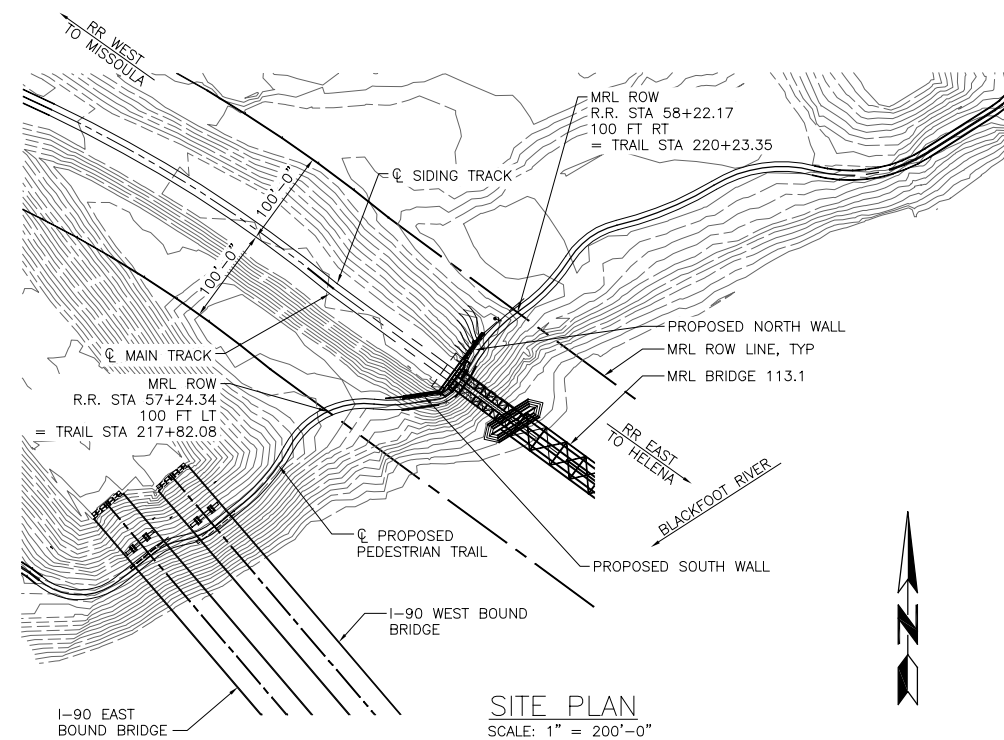 RR WEST
TO MISSOULA
MRL ROW
R.R. STA 58+22.17
100 FT RT
= TRAIL STA 220+23.35
℄ SIDING TRACK
100'-0"
100'-0"
PROPOSED NORTH WALL
MRL ROW LINE, TYP
℄ MAIN TRACK
MRL BRIDGE 113.1
MRL ROW
R.R. STA 57+24.34
100 FT LT
= TRAIL STA 217+82.08
RR EAST
TO HELENA
BLACKFOOT RIVER
℄ PROPOSED
PEDESTRIAN TRAIL
PROPOSED SOUTH WALL
I-90 WEST BOUND
BRIDGE
N
I-90 EAST
BOUND BRIDGE
SITE PLAN
SCALE: 1" = 200'-0"